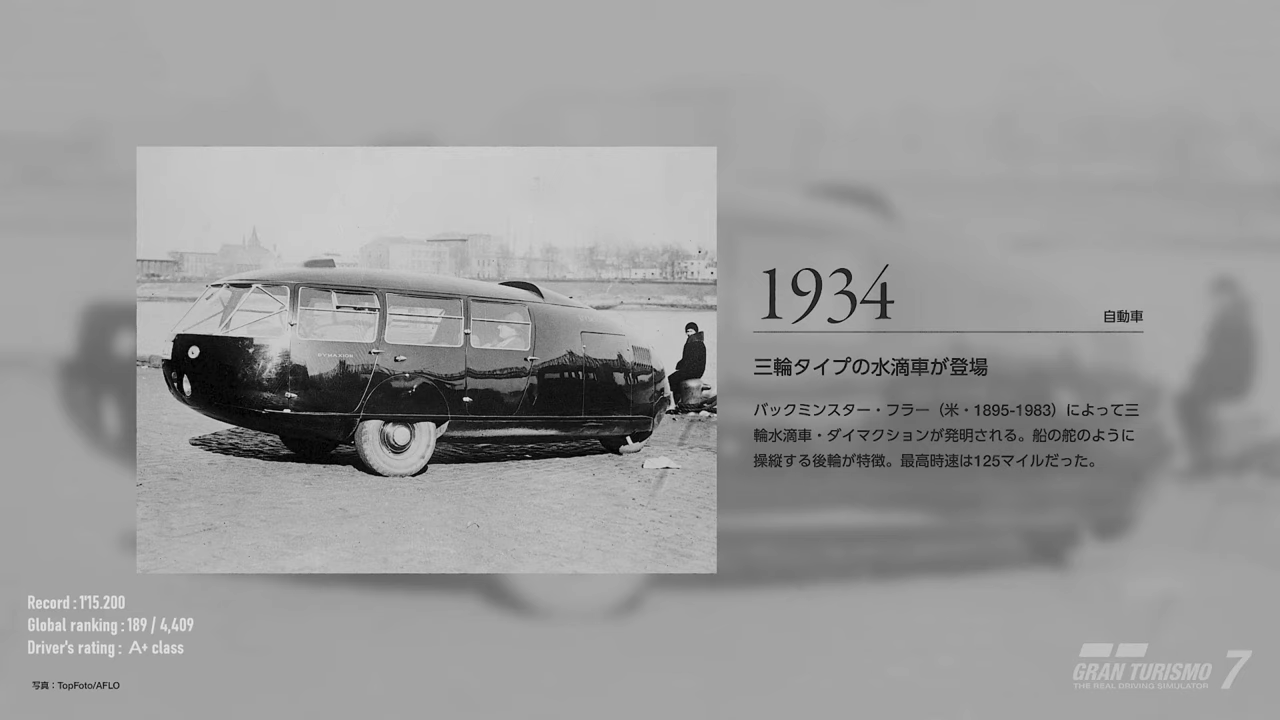 1934
自動車
三輪タイプの水滴車が登場
バックミンスター・フラー（米・1895-1983）によって三
輪水滴車・ダイマクションが発明される。船の舵のように
操縦する後輪が特徴。最高時速は125マイルだった。
DYMAXION
Record : 1'15.200
Global ranking : 189 / 4,409
Driver's rating : A+ class
写真：TopFoto/AFLO
GRAN TURISMO 7
THE REAL DRIVING SIMULATOR